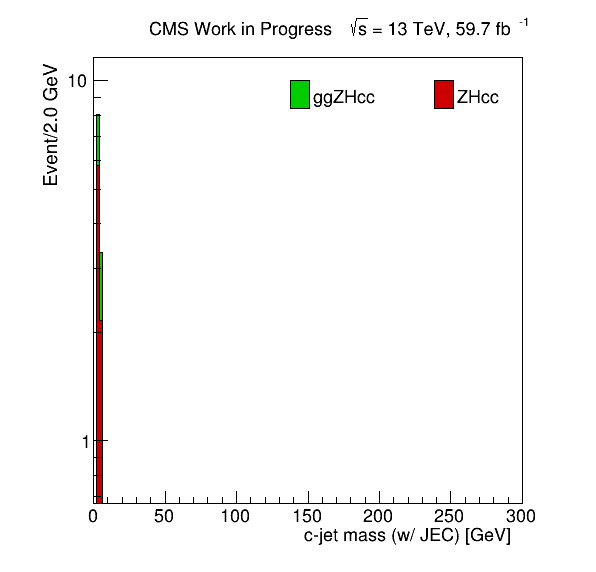 CMS Work in Progress √s = 13 TeV, 59.7 fb -1
Event/2.0 GeV
10
1
ggZHcc
ZHcc
0 50 100 150 200 250 300
c-jet mass (w/ JEC) [GeV]